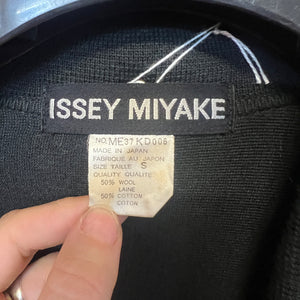 ISSEY MIYAKE
NO. ME37KD005
MADE IN JAPAN
FABRIQUE AU JAPON
SIZE TAILLE S
QUALITY QUALITE
50% WOOL
LAINE
50% COTTON
COTON